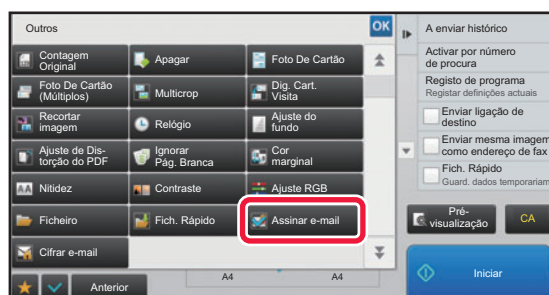 Outros
OK
Contagem
Original
Apagar
Foto De Cartão
Foto De Cartão
(Múltiplos)
Multicrop
Dig. Cart.
Visita
Recortar
imagem
Relógio
Ajuste do
fundo
Ajuste de Dis-
torção do PDF
Ignorar
Pág. Branca
Cor
marginal
AA
Nitidez
Contraste
Ajuste RGB
Ficheiro
Fich. Rápido
Assinar e-mail
Cifrar e-mail
Anterior
A4
A4
A enviar histórico
Activar por número
de procura
Registo de programa
Registar definições actuais
Enviar ligação de
destino
Enviar mesma imagem
como endereço de fax
Fich. Rápido
Guard. dados temporariam
Pré-
visualização
CA
Iniciar